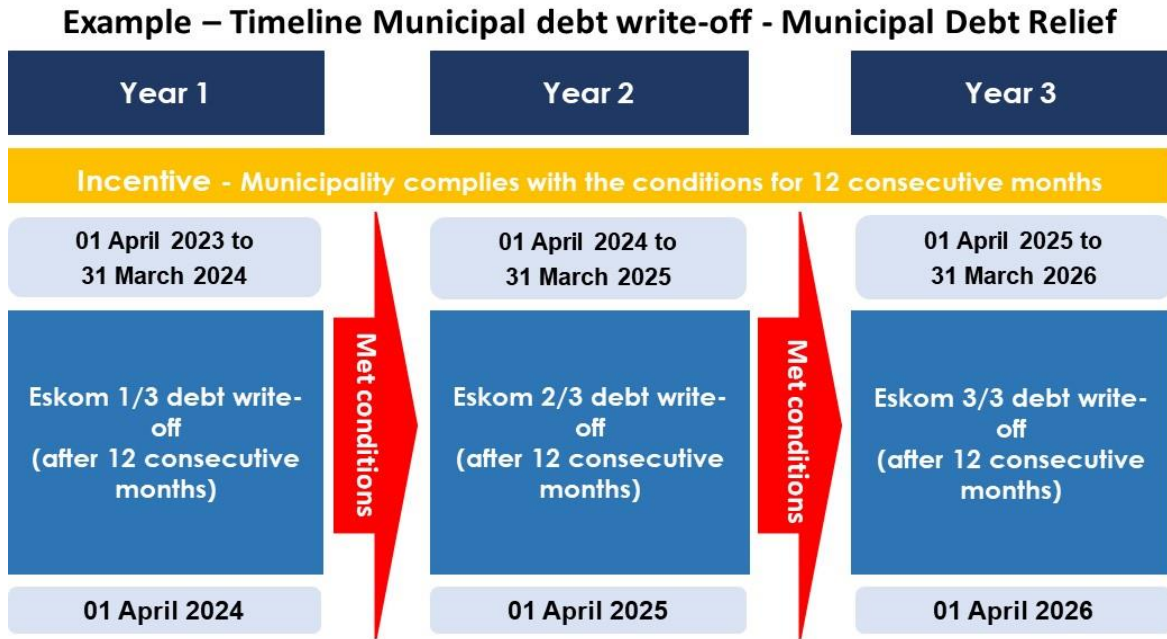 Example – Timeline Municipal debt write-off - Municipal Debt Relief
Year 1
Year 2
Year 3
Incentive - Municipality complies with the conditions for 12 consecutive months
01 April 2023 to
31 March 2024
01 April 2024 to
31 March 2025
01 April 2025 to
31 March 2026
Eskom 1/3 debt write-
off
(after 12 consecutive
months)
Met conditions
Eskom 2/3 debt write-
off
(after 12 consecutive
months)
Met conditions
Eskom 3/3 debt write-
off
(after 12 consecutive
months)
01 April 2024
01 April 2025
01 April 2026